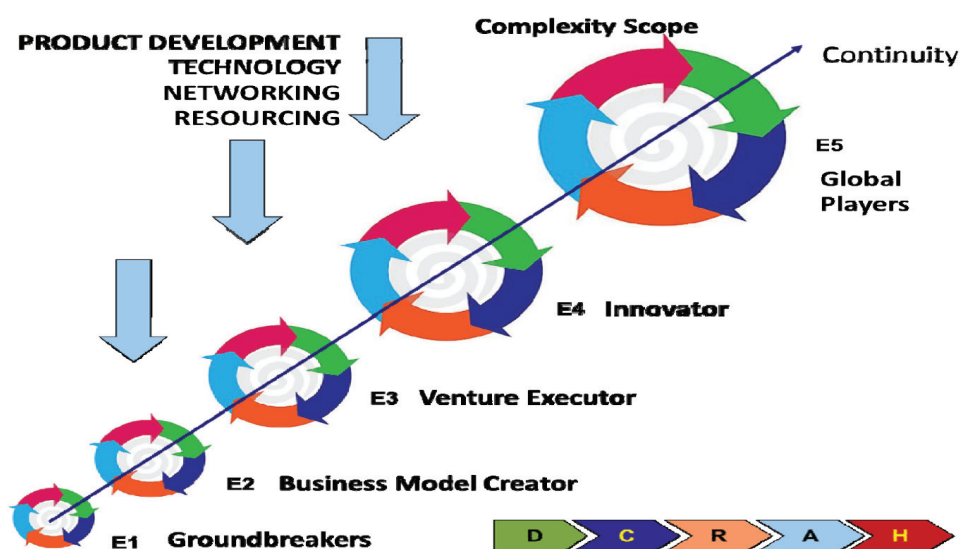 Complexity Scope
PRODUCT DEVELOPMENT
TECHNOLOGY
NETWORKING
RESOURCING
Continuity
E5
Global
Players
E4 Innovator
E3 Venture Executor
E2 Business Model Creator
E1 Groundbreakers
D C R A H